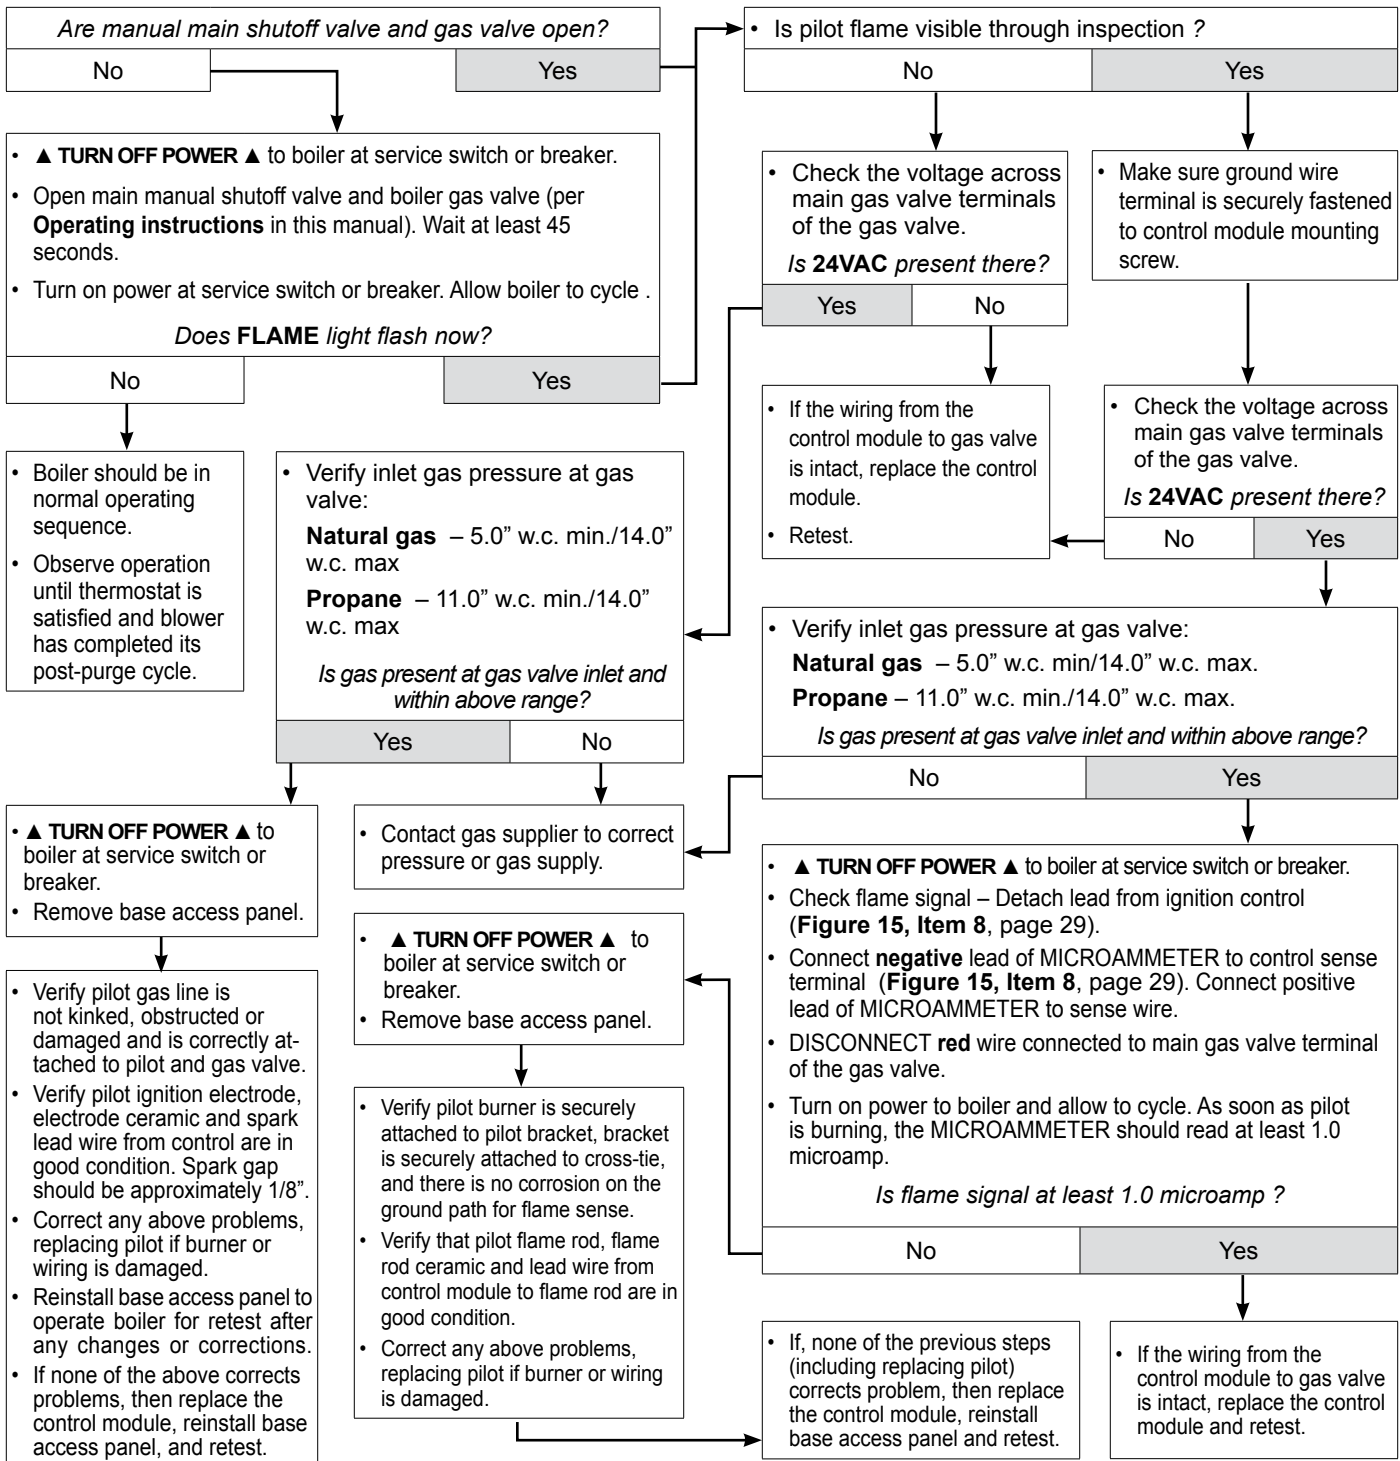 Are manual main shutoff valve and gas valve open?
No
Yes
• ▲ TURN OFF POWER ▲ to boiler at service switch or breaker.
• Open main manual shutoff valve and boiler gas valve (per
Operating instructions in this manual). Wait at least 45
seconds.
• Turn on power at service switch or breaker. Allow boiler to cycle .
Does FLAME light flash now?
No
Yes
• Boiler should be in
normal operating
sequence.
• Observe operation
until thermostat is
satisfied and blower
has completed its
post-purge cycle.
• Is pilot flame visible through inspection ?
No
Yes
• Check the voltage across
main gas valve terminals
of the gas valve.
Is 24VAC present there?
Yes
No
• Make sure ground wire
terminal is securely fastened
to control module mounting
screw.
• If the wiring from the
control module to gas valve
is intact, replace the control
module.
• Retest.
• Check the voltage across
main gas valve terminals
of the gas valve.
Is 24VAC present there?
No
Yes
• Verify inlet gas pressure at gas
valve:
Natural gas – 5.0” w.c. min./14.0”
w.c. max
Propane – 11.0” w.c. min./14.0”
w.c. max
Is gas present at gas valve inlet and
within above range?
Yes
No
• Verify inlet gas pressure at gas valve:
Natural gas – 5.0” w.c. min/14.0” w.c. max.
Propane – 11.0” w.c. min./14.0” w.c. max.
Is gas present at gas valve inlet and within above range?
No
Yes
• ▲ TURN OFF POWER ▲ to
boiler at service switch or
breaker.
• Remove base access panel.
• Contact gas supplier to correct
pressure or gas supply.
• Verify pilot gas line is
not kinked, obstructed or
damaged and is correctly at-
tached to pilot and gas valve.
• Verify pilot ignition electrode,
electrode ceramic and spark
lead wire from control are in
good condition. Spark gap
should be approximately 1/8”.
• Correct any above problems,
replacing pilot if burner or
wiring is damaged.
• Reinstall base access panel to
operate boiler for retest after
any changes or corrections.
• If none of the above corrects
problems, then replace the
control module, reinstall base
access panel, and retest.
• ▲ TURN OFF POWER ▲ to
boiler at service switch or
breaker.
• Remove base access panel.
• Verify pilot burner is securely
attached to pilot bracket, bracket
is securely attached to cross-tie,
and there is no corrosion on the
ground path for flame sense.
• Verify that pilot flame rod, flame
rod ceramic and lead wire from
control module to flame rod are in
good condition.
• Correct any above problems,
replacing pilot if burner or wiring
is damaged.
• ▲ TURN OFF POWER ▲ to boiler at service switch or breaker.
• Check flame signal – Detach lead from ignition control
(Figure 15, Item 8, page 29).
• Connect negative lead of MICROAMMETER to control sense
terminal (Figure 15, Item 8, page 29). Connect positive
lead of MICROAMMETER to sense wire.
• DISCONNECT red wire connected to main gas valve terminal
of the gas valve.
• Turn on power to boiler and allow to cycle. As soon as pilot
is burning, the MICROAMMETER should read at least 1.0
microamp.
Is flame signal at least 1.0 microamp ?
No
Yes
• If, none of the previous steps
(including replacing pilot)
corrects problem, then replace
the control module, reinstall
base access panel and retest.
• If the wiring from the
control module to gas valve
is intact, replace the control
module and retest.